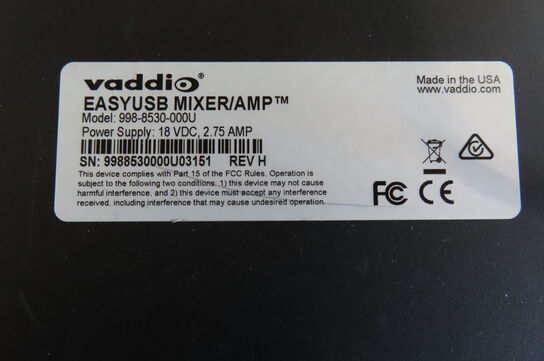 vaddio®
EASYUSB MIXER/AMP™
Model: 998-8530-000U
Power Supply: 18 VDC, 2.75 AMP
SN: 9988530000U03151 REV H
This device complies with Part 15 of the FCC Rules. Operation is
subject to the following two conditions: 1) this device may not cause
harmful interference, and 2) this device must accept any interference
received, including interference that may cause undesired operation.
Made in the USA
www.vaddio.com
FC CE